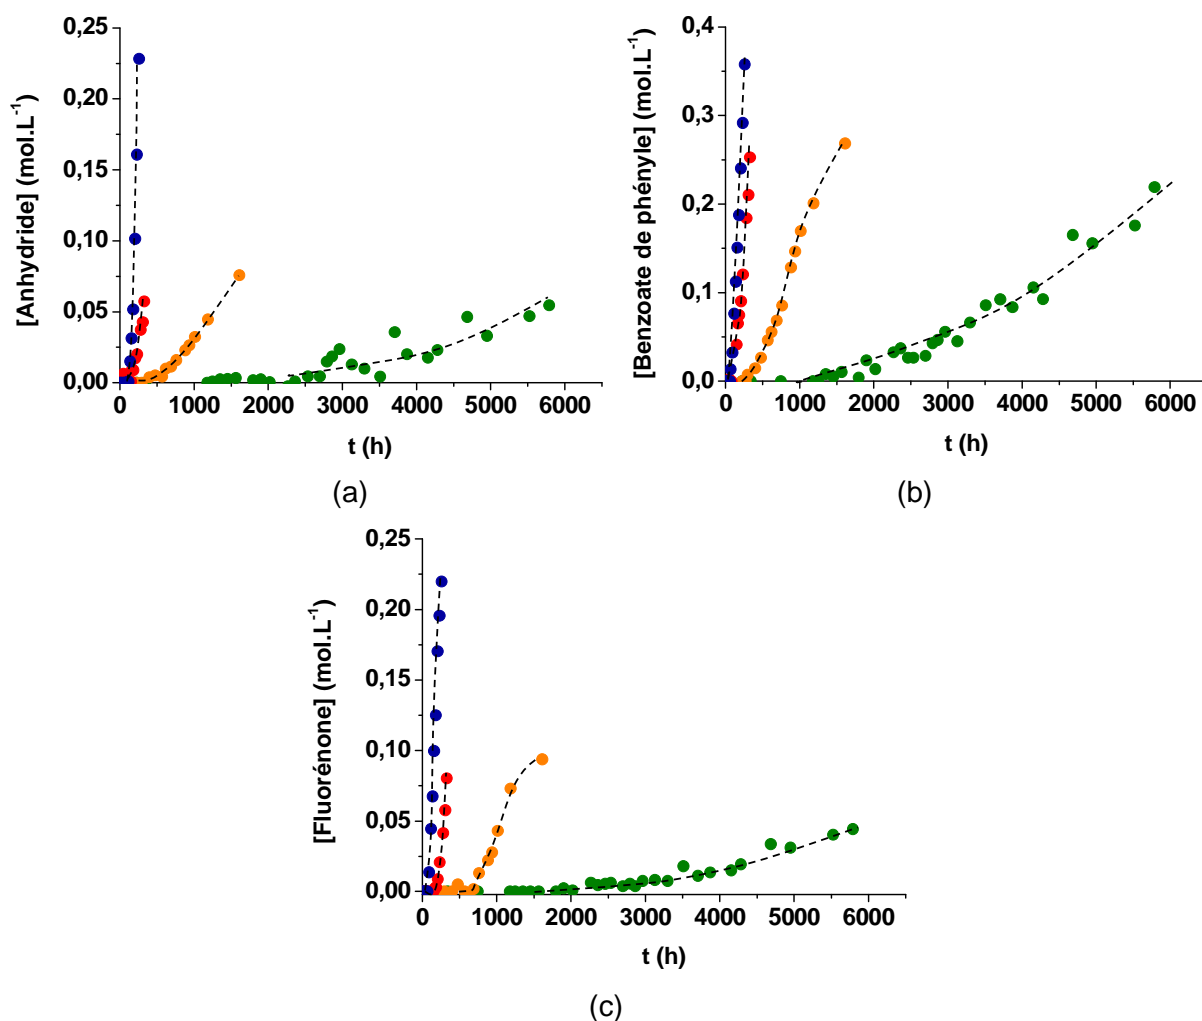 [Anhydride] (mol.L⁻¹)
0,25
0,20
0,15
0,10
0,05
0,00
0 1000 2000 3000 4000 5000 6000
t (h)
(a)
[Benzoate de phényle] (mol.L⁻¹)
0,4
0,3
0,2
0,1
0,0
0 1000 2000 3000 4000 5000 6000
t (h)
(b)
[Fluorénone] (mol.L⁻¹)
0,25
0,20
0,15
0,10
0,05
0,00
0 1000 2000 3000 4000 5000 6000
t (h)
(c)